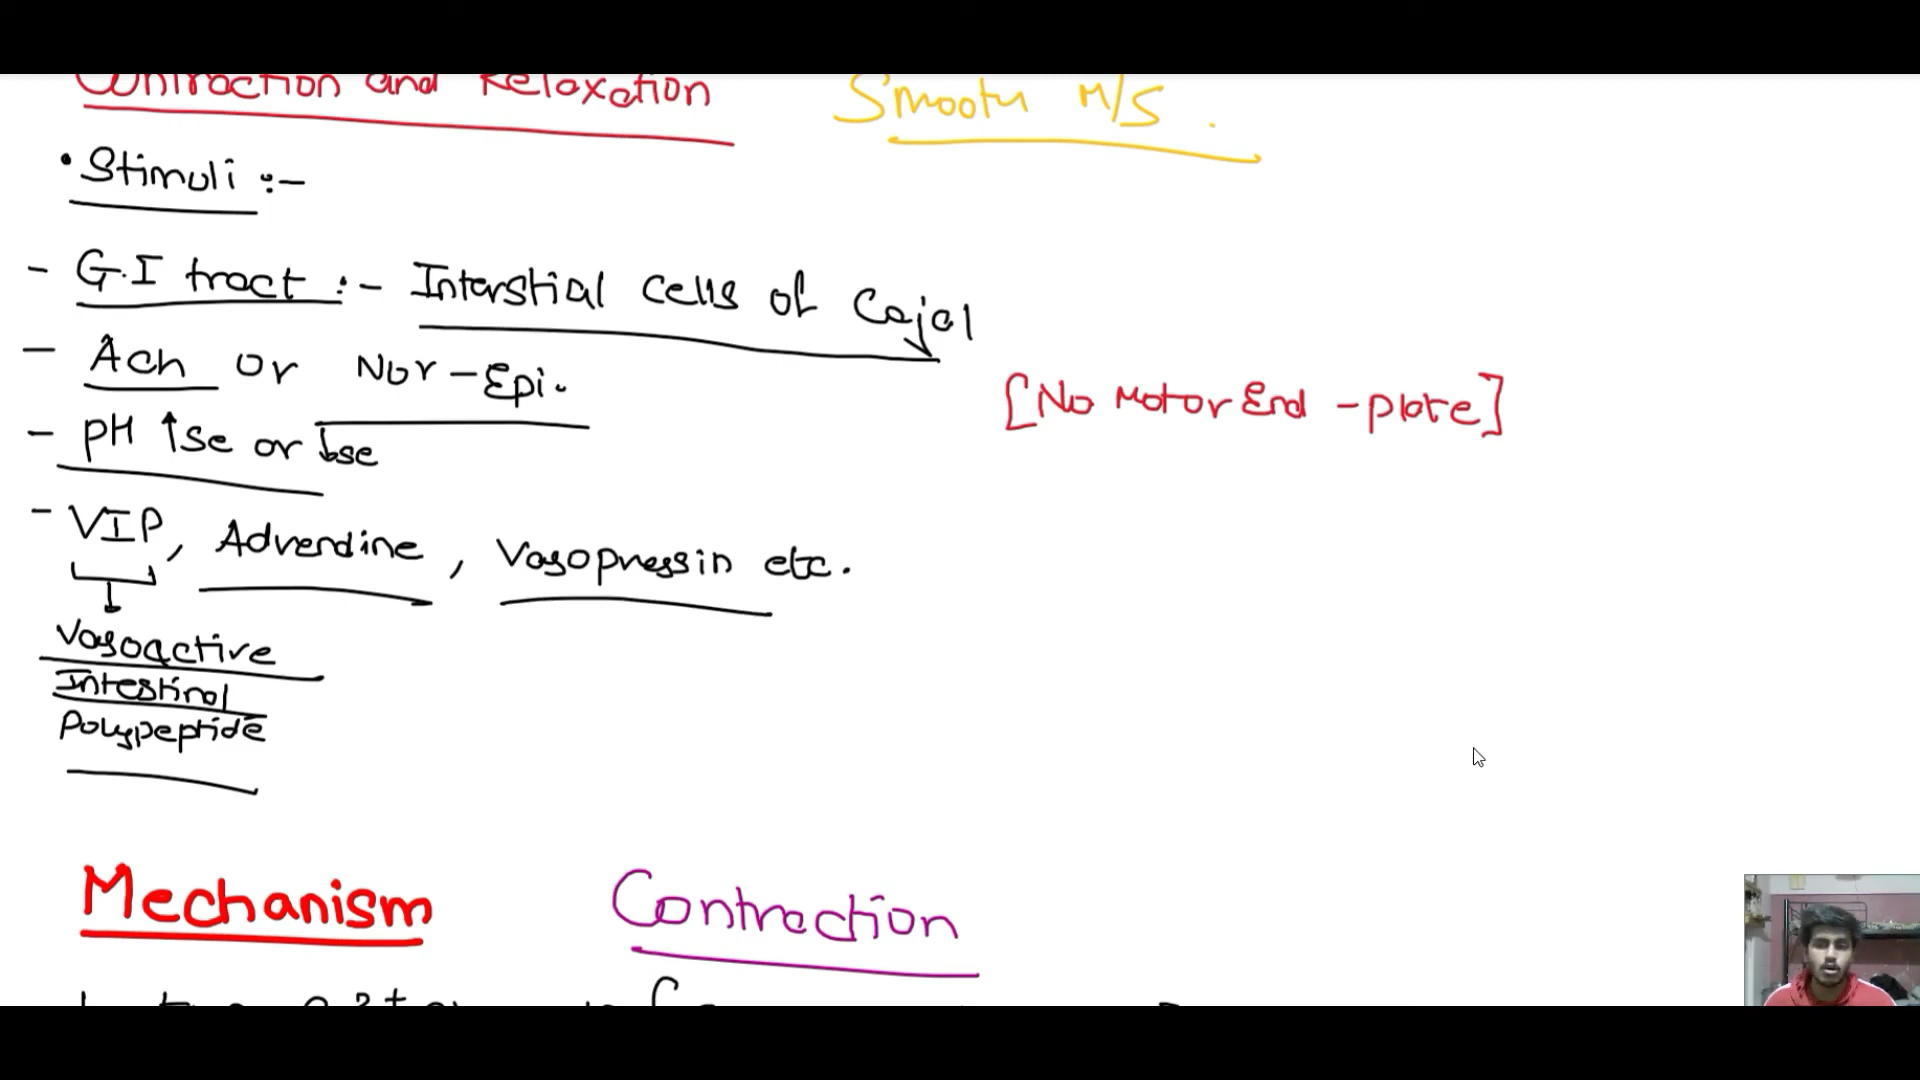 Contraction and Relaxation Smooth M/S.
• Stimuli :-
- G.I tract :- Interstial cells of Cajal
- Ach or Nor-Epi.
[No Motor End-plate]
- pH ↑se or ↓se
- VIP, Adrendine, Vasopressin etc.
Vasoactive
Intestinal
Polypeptide
Mechanism Contraction